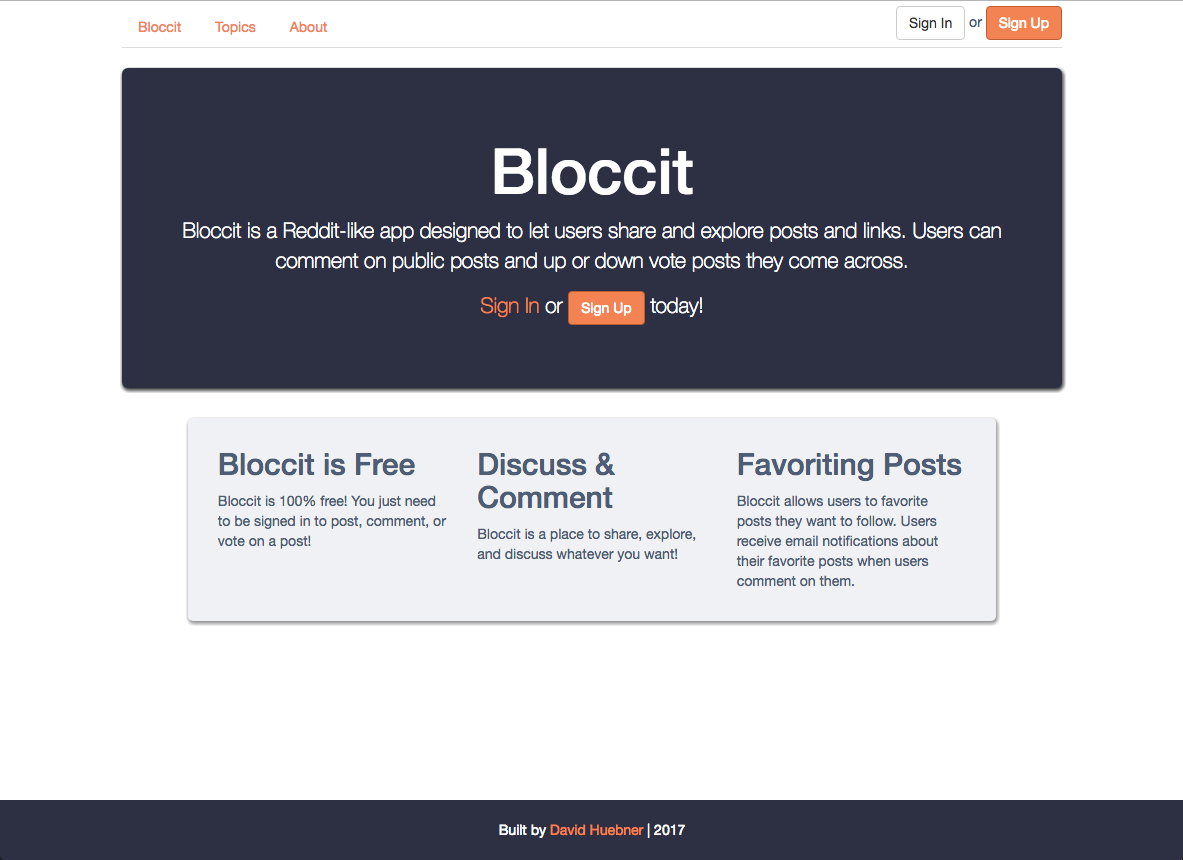 Bloccit Topics About Sign In or Sign Up
Bloccit
Bloccit is a Reddit-like app designed to let users share and explore posts and links. Users can
comment on public posts and up or down vote posts they come across.
Sign In or Sign Up today!
Bloccit is Free
Bloccit is 100% free! You just need
to be signed in to post, comment, or
vote on a post!
Discuss &
Comment
Bloccit is a place to share, explore,
and discuss whatever you want!
Favoriting Posts
Bloccit allows users to favorite
posts they want to follow. Users
receive email notifications about
their favorite posts when users
comment on them.
Built by David Huebner | 2017